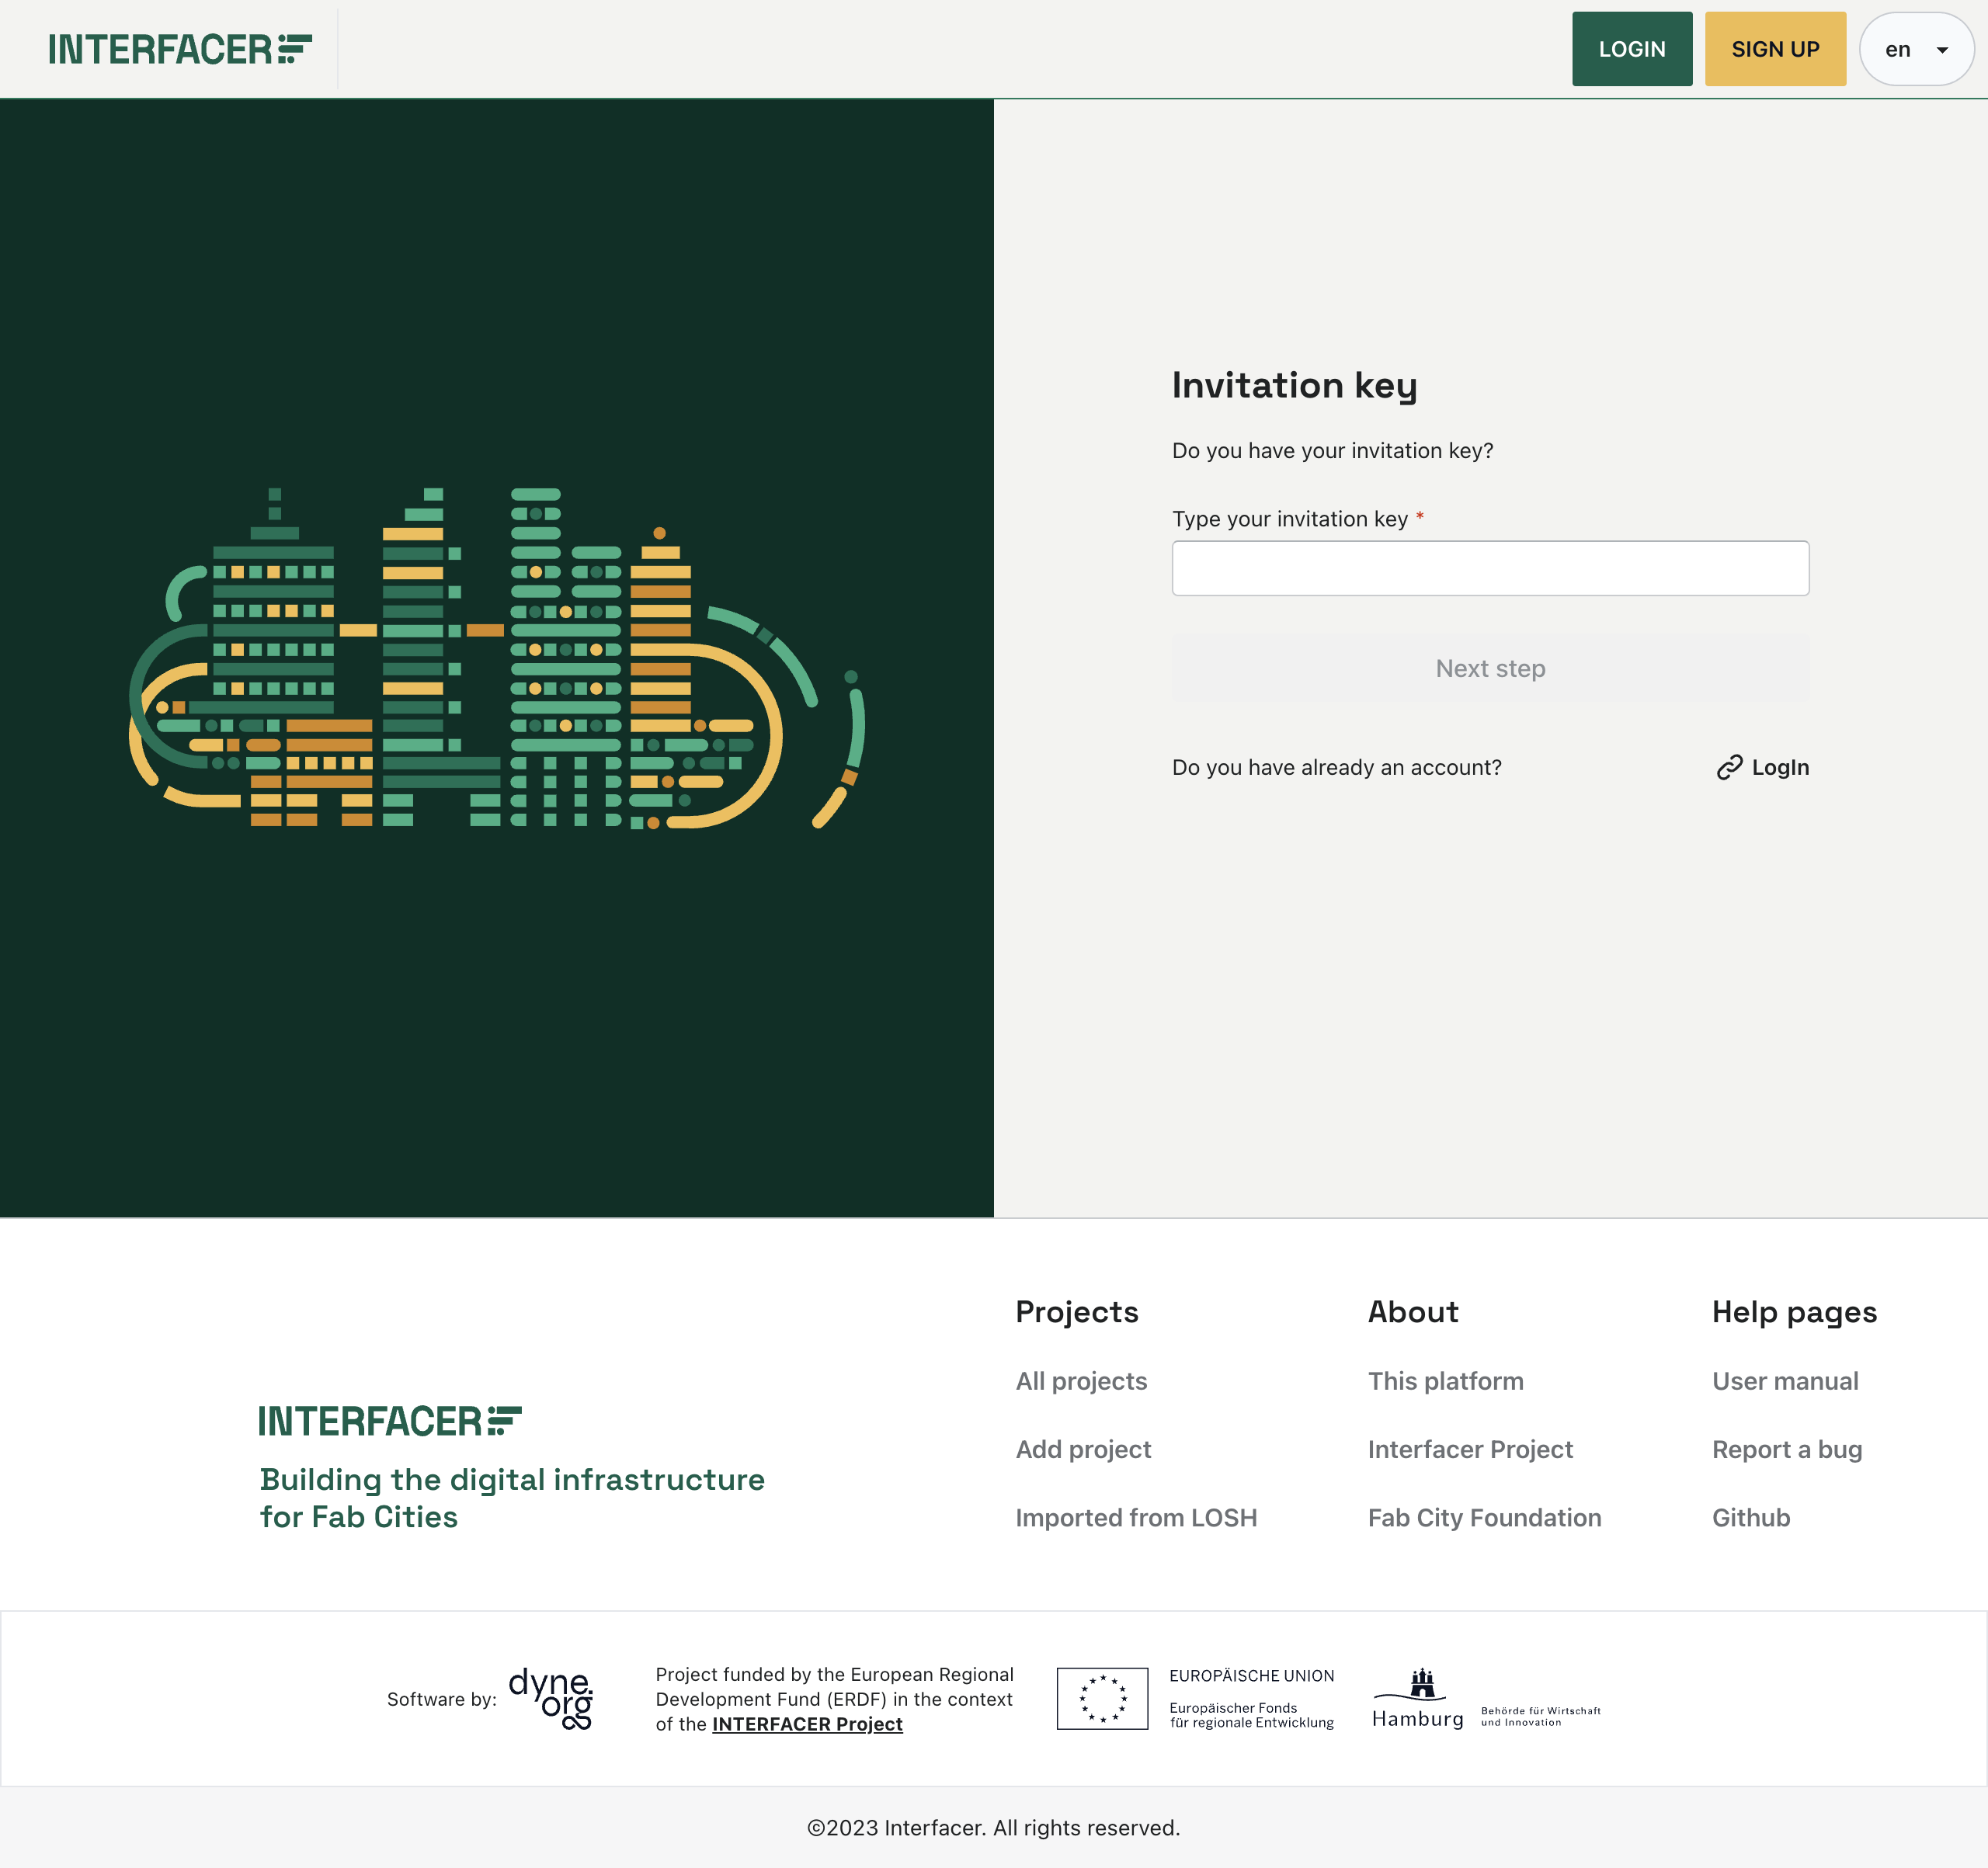 INTERFACER
LOGIN
SIGN UP
en
Invitation key
Do you have your invitation key?
Type your invitation key *
Next step
Do you have already an account?
LogIn
INTERFACER
Building the digital infrastructure
for Fab Cities
Projects
All projects
Add project
Imported from LOSH
About
This platform
Interfacer Project
Fab City Foundation
Help pages
User manual
Report a bug
Github
Software by:
dyne.
org
Project funded by the European Regional
Development Fund (ERDF) in the context
of the INTERFACER Project
EUROPÄISCHE UNION
Europäischer Fonds
für regionale Entwicklung
Hamburg
Behörde für Wirtschaft
und Innovation
©2023 Interfacer. All rights reserved.